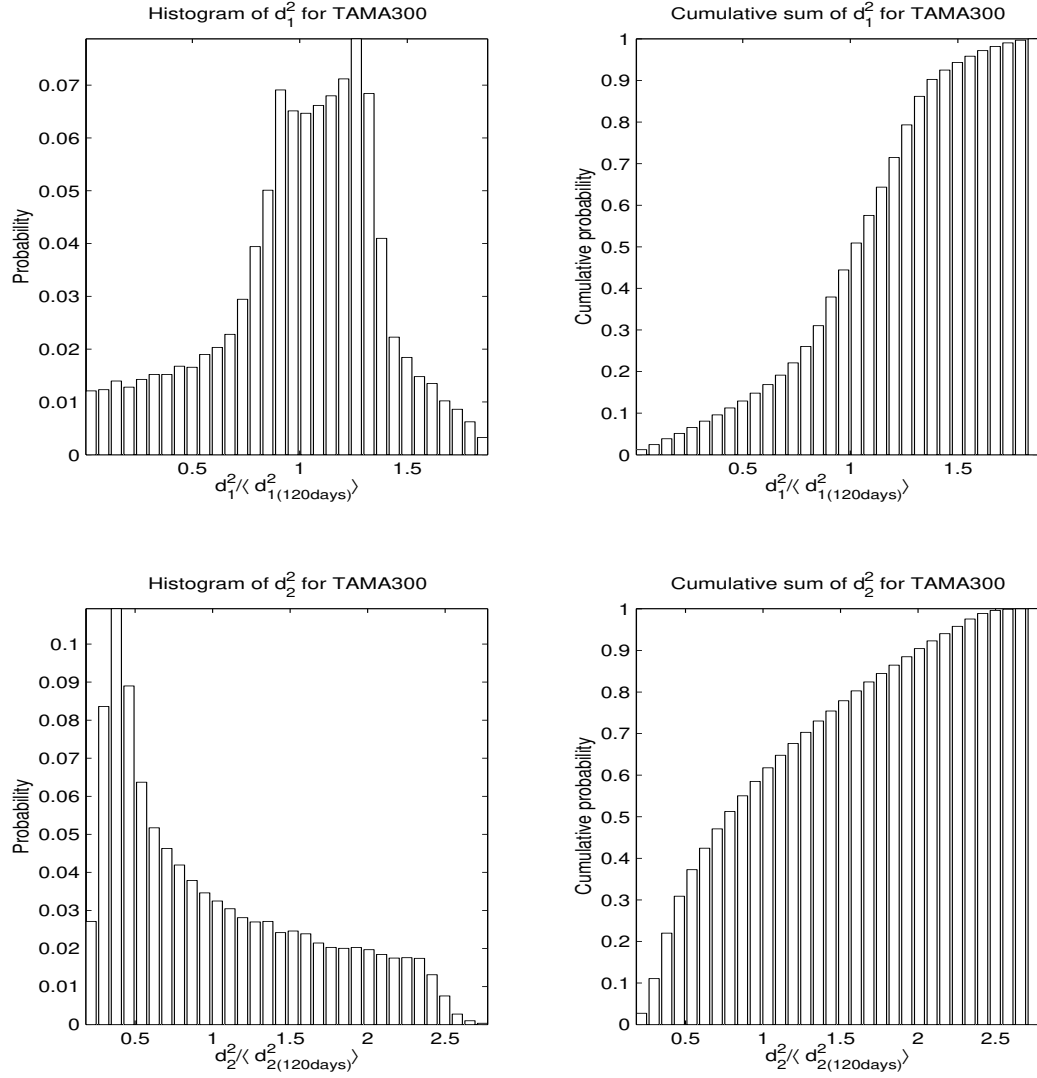 Histogram of d₁² for TAMA300
Probability
0.07
0.06
0.05
0.04
0.03
0.02
0.01
0
0.5 1 1.5
d₁²/⟨ d²₁(120days)⟩
Cumulative sum of d₁² for TAMA300
Cumulative probability
1
0.9
0.8
0.7
0.6
0.5
0.4
0.3
0.2
0.1
0
0.5 1 1.5
d₁²/⟨ d²₁(120days)⟩
Histogram of d₂² for TAMA300
Probability
0.1
0.09
0.08
0.07
0.06
0.05
0.04
0.03
0.02
0.01
0
0.5 1 1.5 2 2.5
d₂²/⟨ d²₂(120days)⟩
Cumulative sum of d₂² for TAMA300
Cumulative probability
1
0.9
0.8
0.7
0.6
0.5
0.4
0.3
0.2
0.1
0
0.5 1 1.5 2 2.5
d₂²/⟨ d²₂(120days)⟩